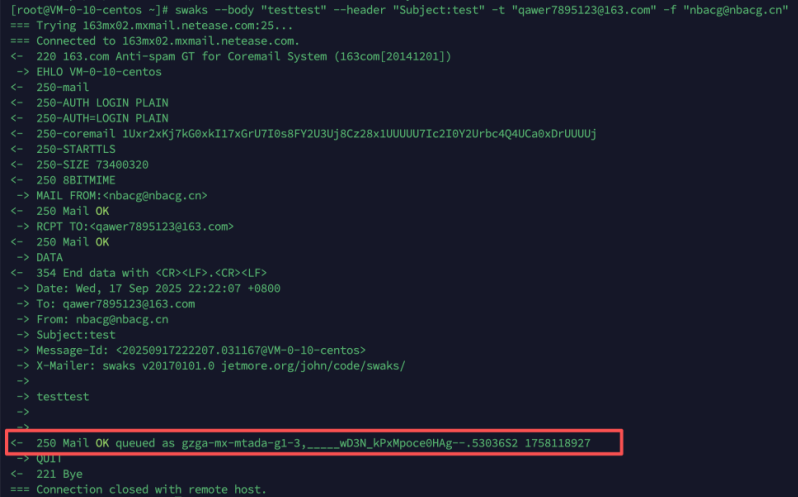 [root@VM-0-10-centos ~]# swaks --body "testtest" --header "Subject:test" -t "qawer7895123@163.com" -f "nbacg@nbacg.cn"
=== Trying 163mx02.mxmail.netease.com:25...
=== Connected to 163mx02.mxmail.netease.com.
<-  220 163.com Anti-spam GT for Coremail System (163com[20141201])
 -> EHLO VM-0-10-centos
<-  250-mail
<-  250-AUTH LOGIN PLAIN
<-  250-AUTH=LOGIN PLAIN
<-  250-coremail 1Uxr2xKj7kG0xkI17xGrU7I0s8FY2U3Uj8Cz28x1UUUUU7Ic2I0Y2Urbc4Q4UCa0xDrUUUUj
<-  250-STARTTLS
<-  250-SIZE 73400320
<-  250 8BITMIME
 -> MAIL FROM:<nbacg@nbacg.cn>
<-  250 Mail OK
 -> RCPT TO:<qawer7895123@163.com>
<-  250 Mail OK
 -> DATA
<-  354 End data with <CR><LF>.<CR><LF>
 -> Date: Wed, 17 Sep 2025 22:22:07 +0800
 -> To: qawer7895123@163.com
 -> From: nbacg@nbacg.cn
 -> Subject:test
 -> Message-Id: <20250917222207.031167@VM-0-10-centos>
 -> X-Mailer: swaks v20170101.0 jetmore.org/john/code/swaks/
 ->
 -> testtest
 ->
 ->
<-  250 Mail OK queued as gzga-mx-mtada-g1-3,_____wD3N_kPxMpoce0HAg--.53036S2 1758118927
 -> QUIT
<-  221 Bye
=== Connection closed with remote host.